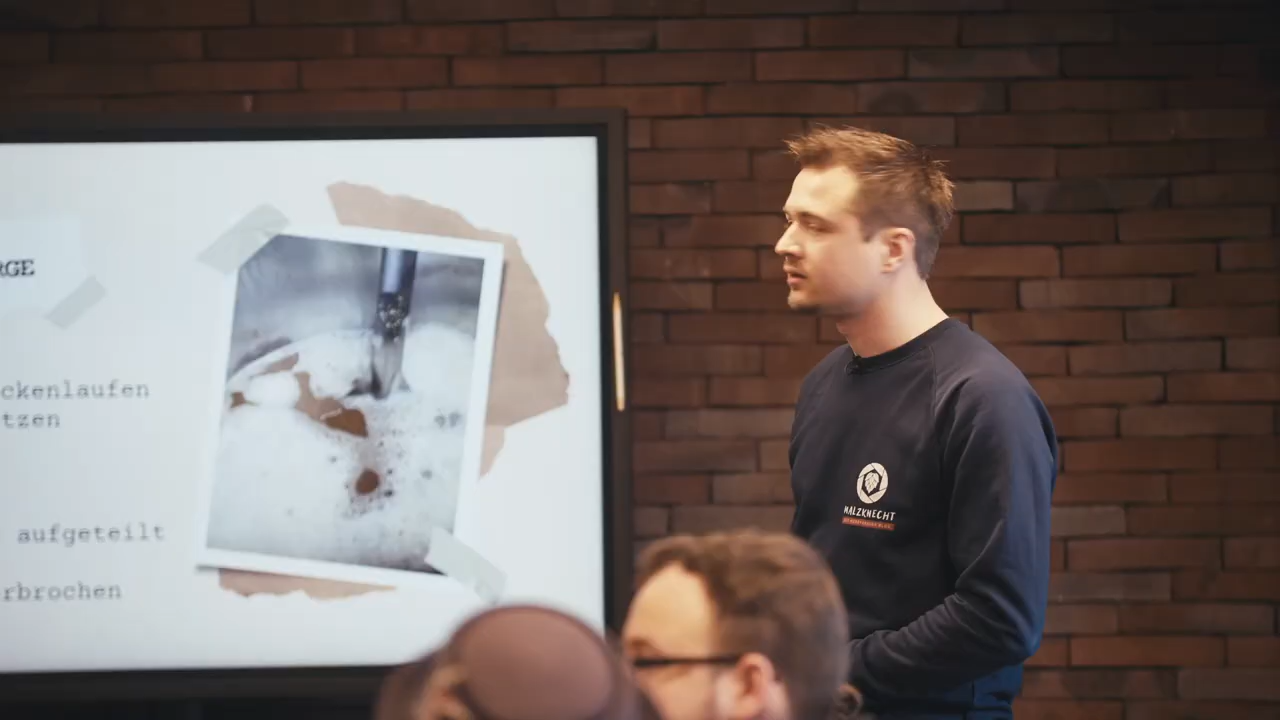 RGE
ckenlaufen
tzen
aufgeteilt
rbrochen
MALZKNECHT